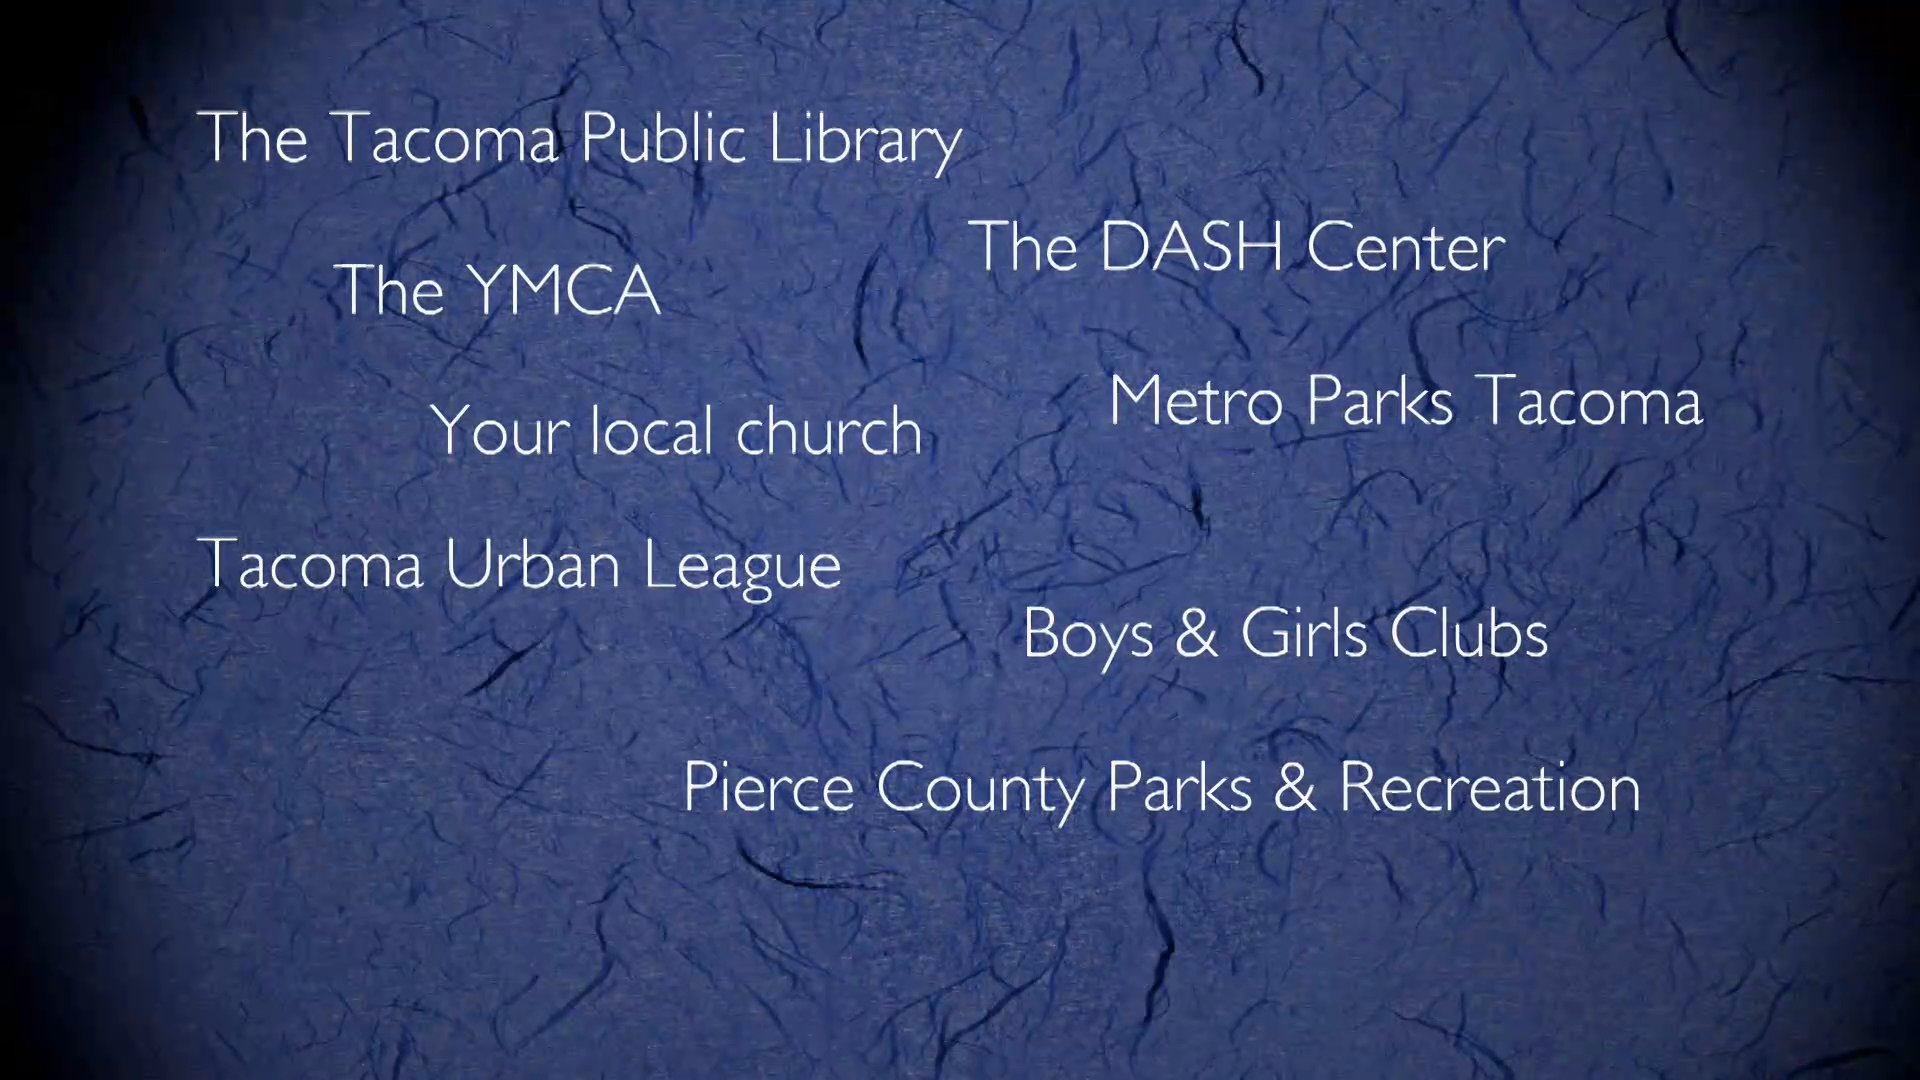 The Tacoma Public Library
The DASH Center
The YMCA
Metro Parks Tacoma
Your local church
Tacoma Urban League
Boys & Girls Clubs
Pierce County Parks & Recreation